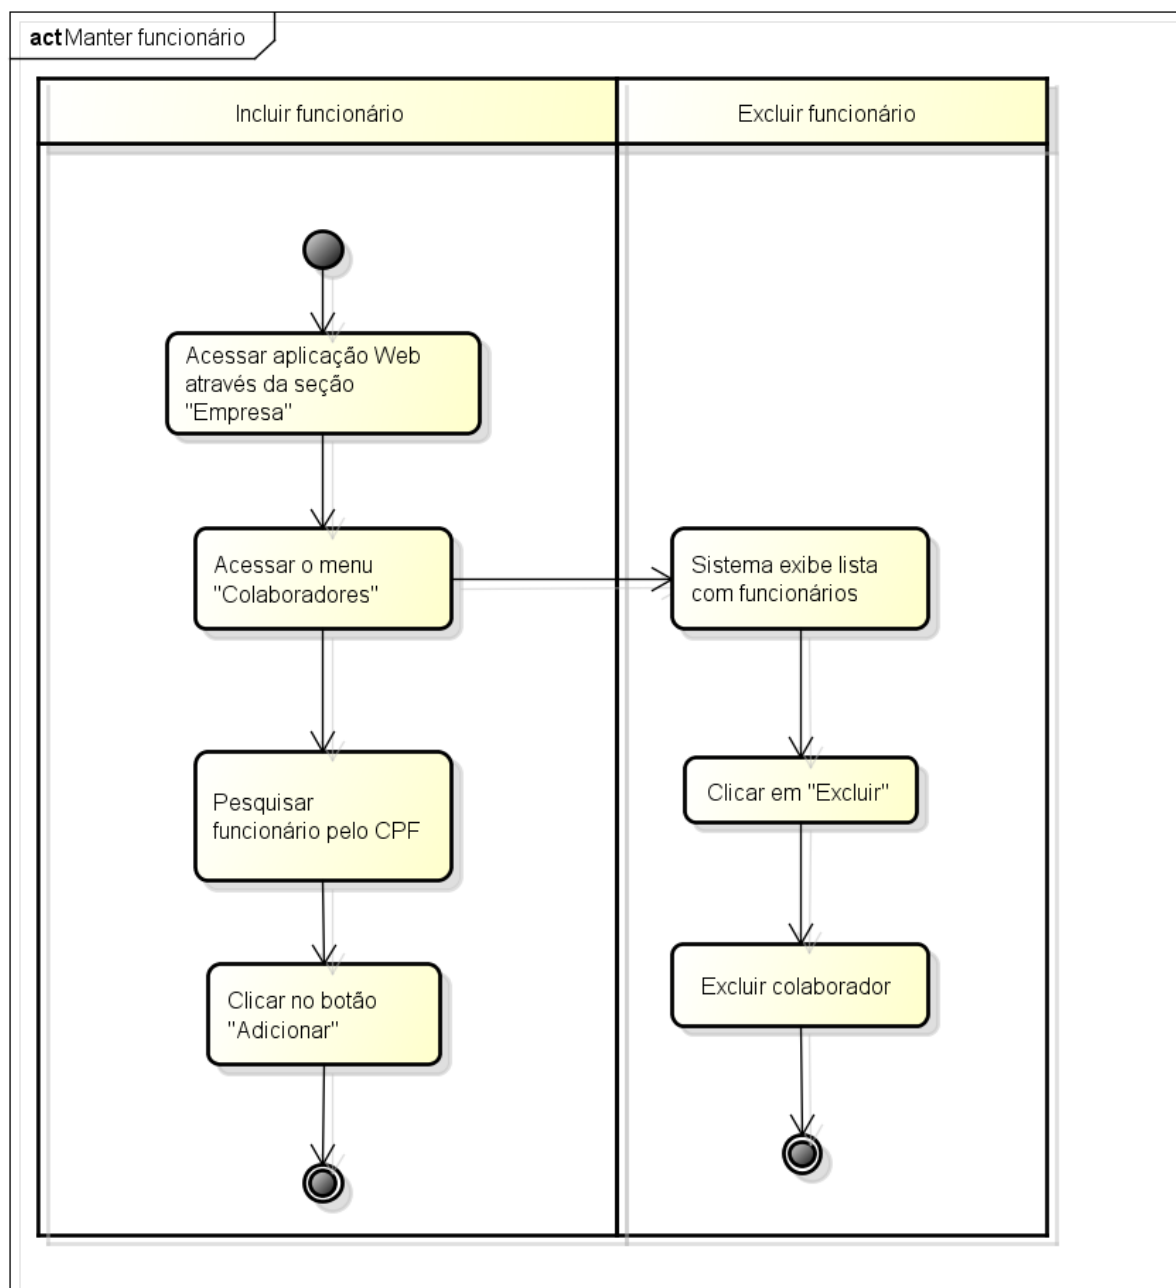 act Manter funcionário
Incluir funcionário
Excluir funcionário
Acessar aplicação Web
através da seção
"Empresa"
Acessar o menu
"Colaboradores"
Sistema exibe lista
com funcionários
Pesquisar
funcionário pelo CPF
Clicar em "Excluir"
Clicar no botão
"Adicionar"
Excluir colaborador